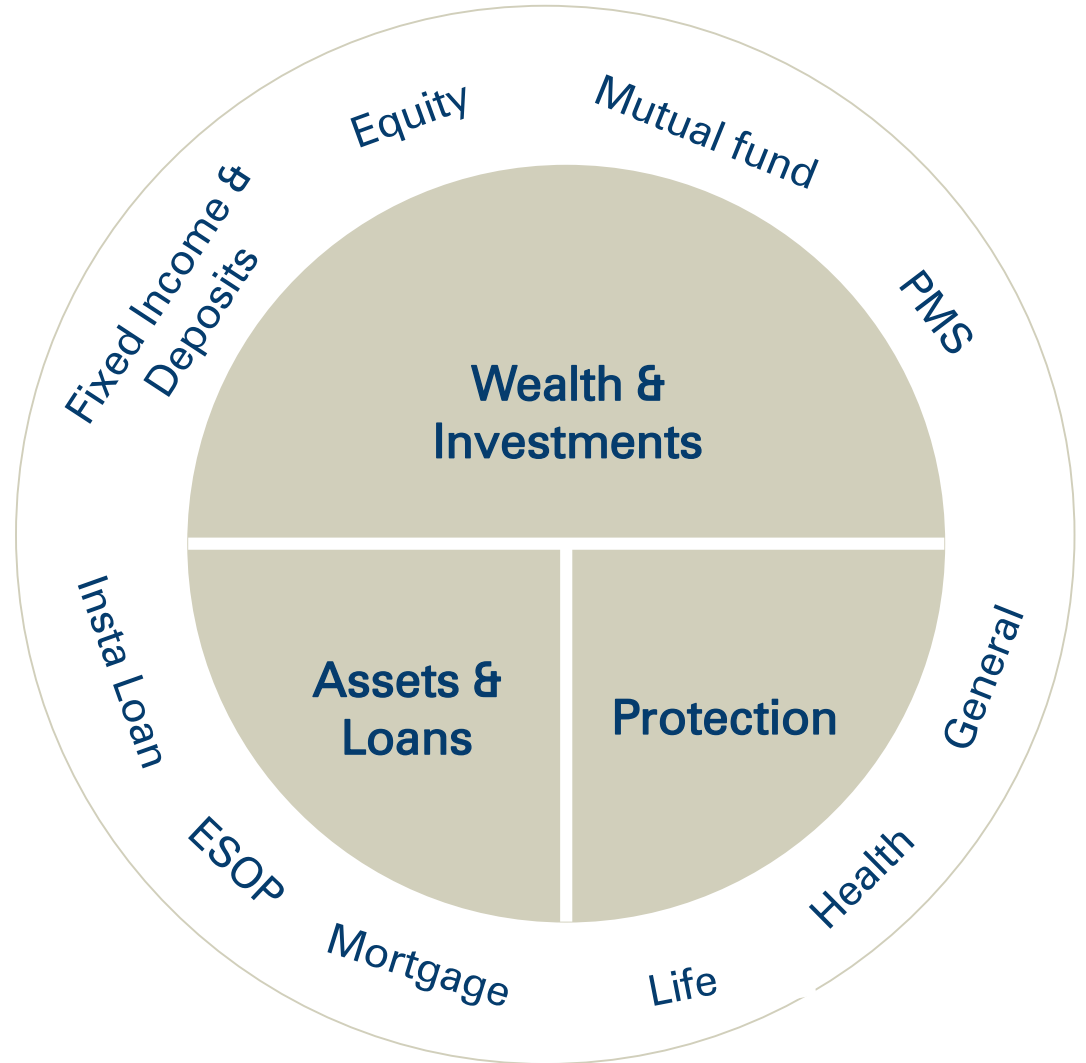 Equity
Mutual fund
Fixed Income &
Deposits
PMS
Wealth &
Investments
Insta Loan
General
Assets &
Loans
Protection
ESOP
Health
Mortgage
Life